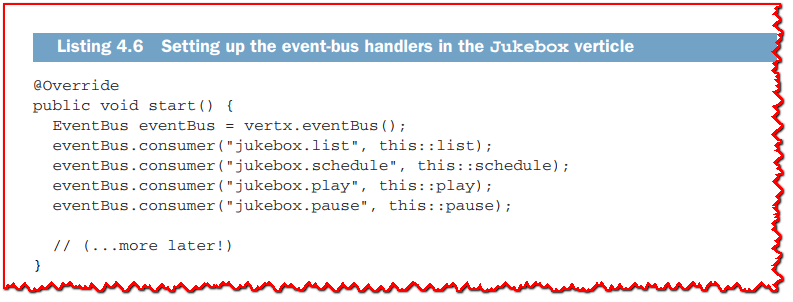 Listing 4.6 Setting up the event-bus handlers in the Jukebox verticle
@Override
public void start() {
  EventBus eventBus = vertx.eventBus();
  eventBus.consumer("jukebox.list", this::list);
  eventBus.consumer("jukebox.schedule", this::schedule);
  eventBus.consumer("jukebox.play", this::play);
  eventBus.consumer("jukebox.pause", this::pause);
  // (...more later!)
}